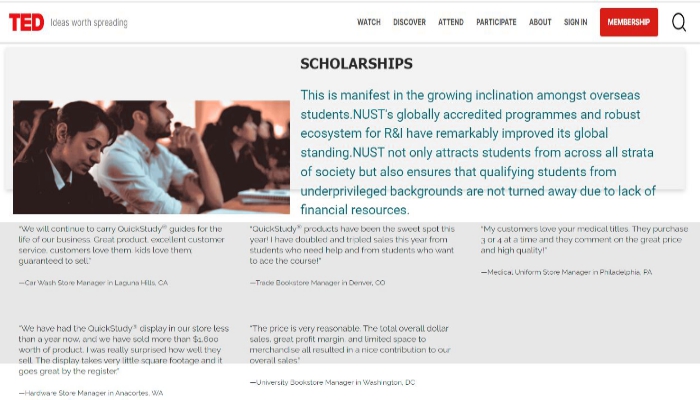 TED Ideas worth spreading WATCH DISCOVER ATTEND PARTICIPATE ABOUT SIGN IN MEMBERSHIP
SCHOLARSHIPS
This is manifest in the growing inclination amongst overseas
students.NUST's globally accredited programmes and robust
ecosystem for R&I have remarkably improved its global
standing.NUST not only attracts students from across all strata
of society but also ensures that qualifying students from
underprivileged backgrounds are not turned away due to lack of
financial resources.
"We will continue to carry QuickStudy® guides for the
life of our business. Great product, excellent customer
service, customers love them, kids love them;
guaranteed to sell."
—Car Wash Store Manager in Laguna Hills, CA
"QuickStudy® products have been the sweet spot this
year! I have doubled and tripled sales this year from
students who need help and from students who want
to ace the course!"
—Trade Bookstore Manager in Denver, CO
"My customers love your medical titles. They purchase
3 or 4 at a time and they comment on the great price
and high quality!"
—Medical Uniform Store Manager in Philadelphia, PA
"We have had the QuickStudy® display in our store less
than a year now, and we have sold more than $1,600
worth of product. I was really surprised how well they
sell. The display takes very little square footage and it
goes great by the register"
—Hardware Store Manager in Anacortes, WA
"The price is very reasonable. The total overall dollar
sales, great profit margin, and limited space to
merchandise all resulted in a nice contribution to our
overall sales."
—University Bookstore Manager in Washington, DC